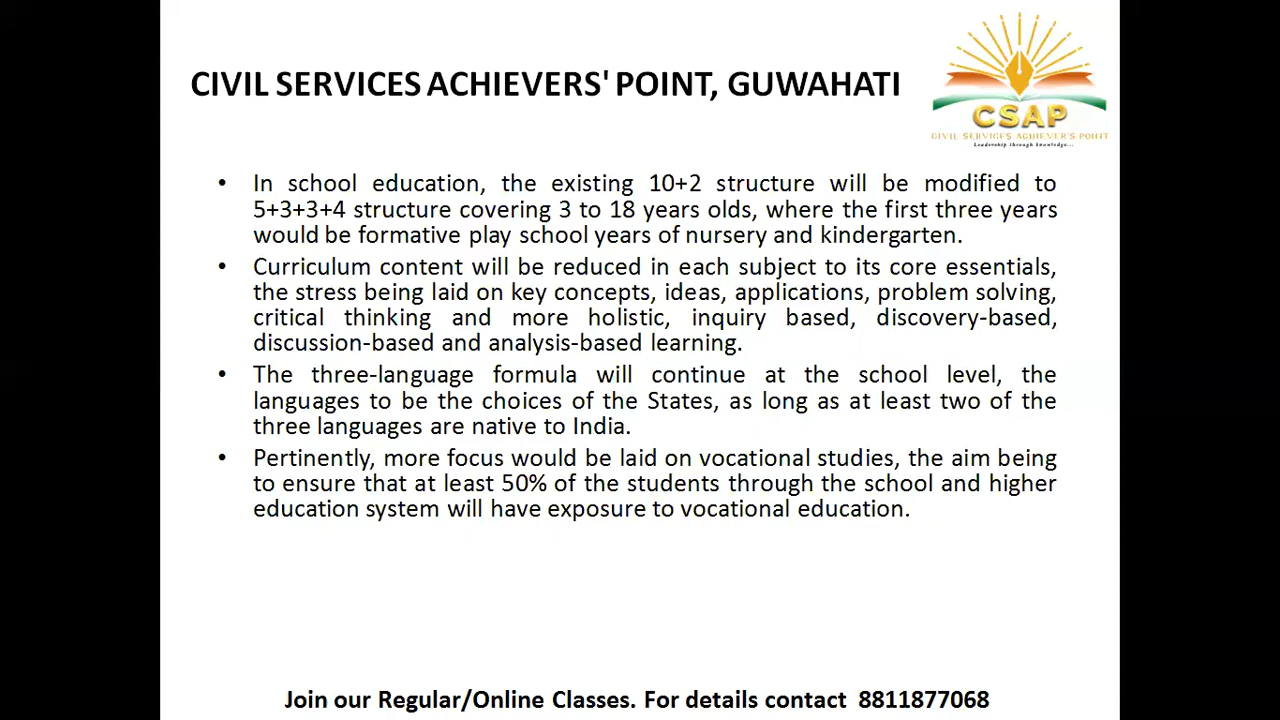 CIVIL SERVICES ACHIEVERS' POINT, GUWAHATI
CSAP
CIVIL SERVICES ACHIEVER'S POINT
Leadership through knowledge...
• In school education, the existing 10+2 structure will be modified to
5+3+3+4 structure covering 3 to 18 years olds, where the first three years
would be formative play school years of nursery and kindergarten.
• Curriculum content will be reduced in each subject to its core essentials,
the stress being laid on key concepts, ideas, applications, problem solving,
critical thinking and more holistic, inquiry based, discovery-based,
discussion-based and analysis-based learning.
• The three-language formula will continue at the school level, the
languages to be the choices of the States, as long as at least two of the
three languages are native to India.
• Pertinently, more focus would be laid on vocational studies, the aim being
to ensure that at least 50% of the students through the school and higher
education system will have exposure to vocational education.
Join our Regular/Online Classes. For details contact 8811877068